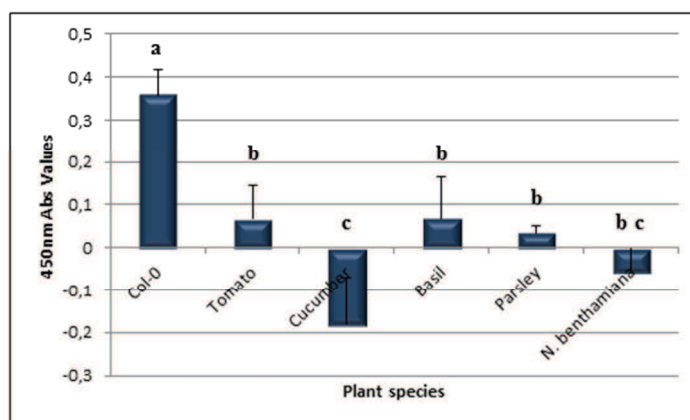 0,5
0,4
0,3
0,2
0,1
0
-0,1
-0,2
-0,3
450nm Abs Values
a
b
c
b
b
b c
Col-0
Tomato
Cucumber
Basil
Parsley
N. benthamiana
Plant species